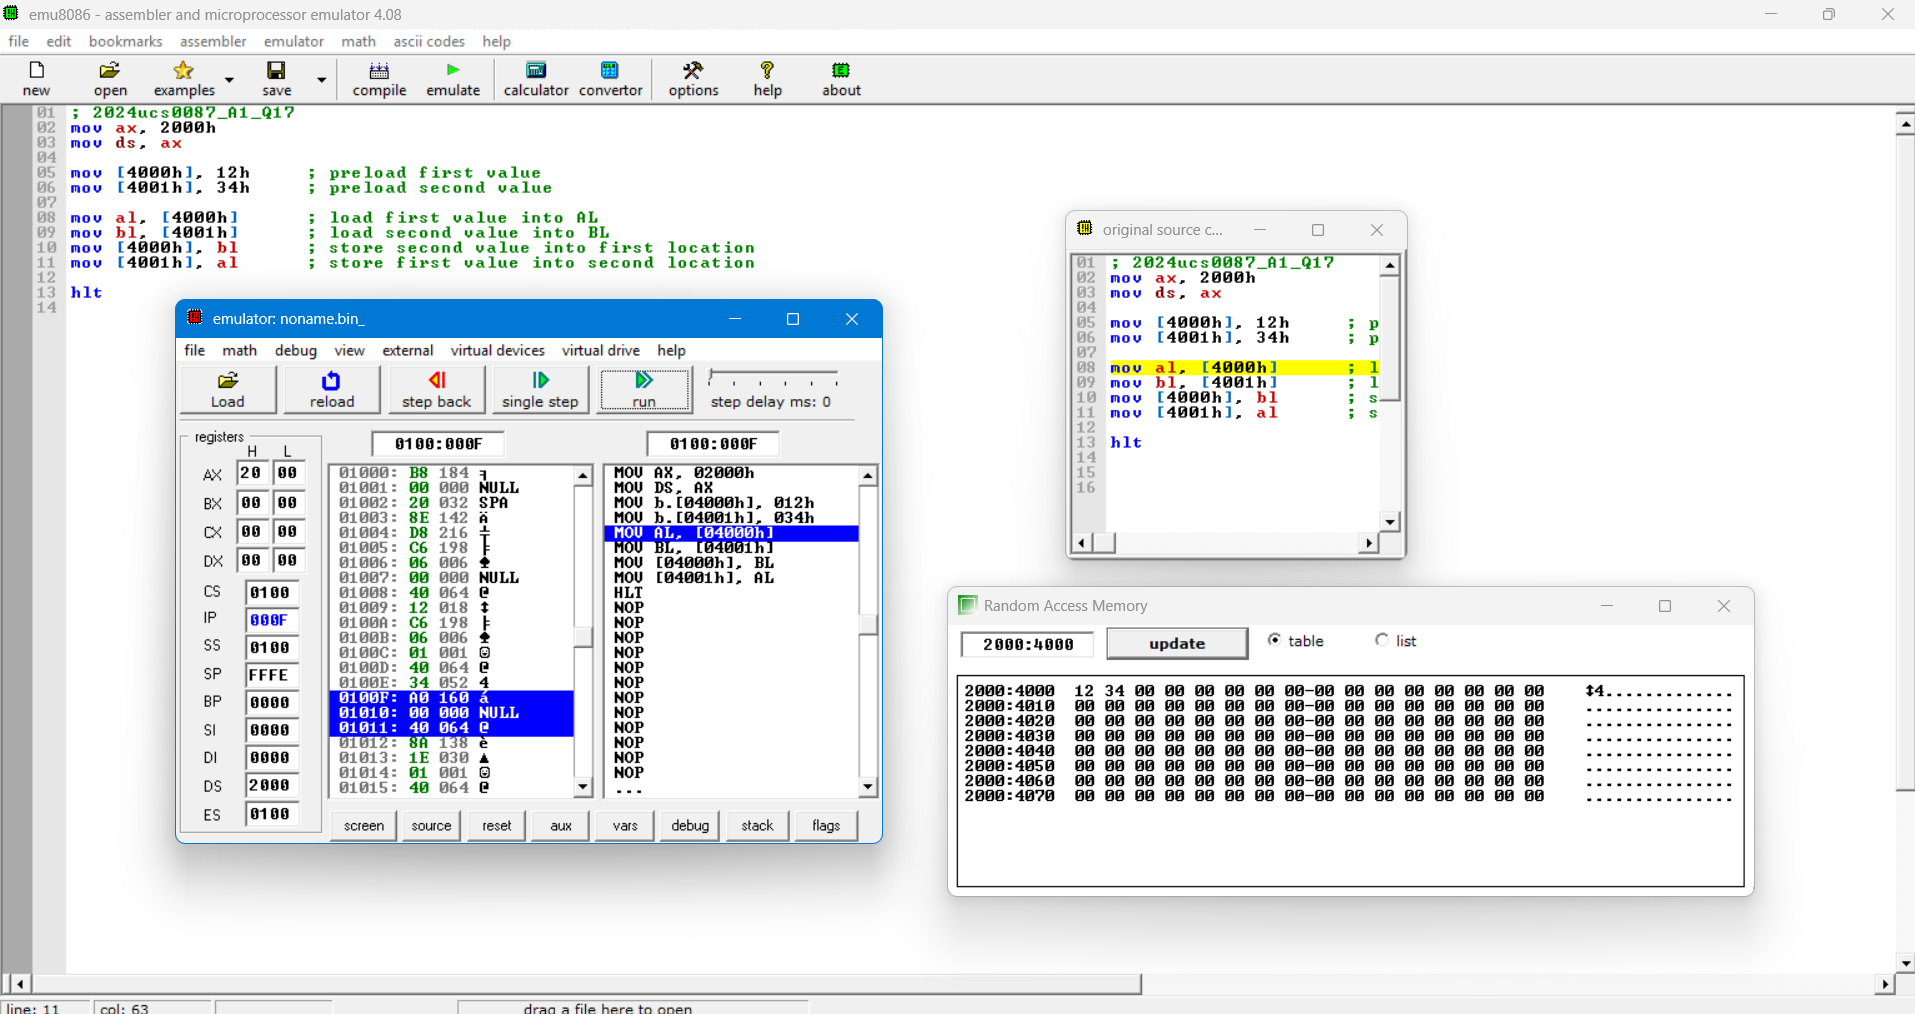 emu8086 - assembler and microprocessor emulator 4.08
file edit bookmarks assembler emulator math ascii codes help
new open examples save compile emulate calculator convertor options help about
01 ; 2024ucs0087_A1_Q17
02 mov ax, 2000h
03 mov ds, ax
04
05 mov [4000h], 12h ; preload first value
06 mov [4001h], 34h ; preload second value
07
08 mov al, [4000h] ; load first value into AL
09 mov bl, [4001h] ; load second value into BL
10 mov [4000h], bl ; store second value into first location
11 mov [4001h], al ; store first value into second location
12
13 hlt
14
emulator: noname.bin_
file math debug view external virtual devices virtual drive help
Load reload step back single step run step delay ms: 0
registers
H L
AX 20 00
BX 00 00
CX 00 00
DX 00 00
CS 0100
IP 000F
SS 0100
SP FFFE
BP 0000
SI 0000
DI 0000
DS 2000
ES 0100
0100:000F
01000: B8 184 ╕
01001: 00 000 NULL
01002: 20 032 SPA
01003: 8E 142 Ä
01004: D8 216 ╪
01005: C6 198 ╞
01006: 06 006 ♠
01007: 00 000 NULL
01008: 40 064 @
01009: 12 018 ↕
0100A: C6 198 ╞
0100B: 06 006 ♠
0100C: 01 001 ☺
0100D: 40 064 @
0100E: 34 052 4
0100F: A0 160 á
01010: 00 000 NULL
01011: 40 064 @
01012: 8A 138 è
01013: 1E 030 ▲
01014: 01 001 ☺
01015: 40 064 @
0100:000F
MOV AX, 02000h
MOV DS, AX
MOV b.[04000h], 012h
MOV b.[04001h], 034h
MOV AL, [04000h]
MOV BL, [04001h]
MOV [04000h], BL
MOV [04001h], AL
HLT
NOP
NOP
NOP
NOP
NOP
NOP
NOP
NOP
NOP
NOP
NOP
NOP
...
screen source reset aux vars debug stack flags
original source c...
01 ; 2024ucs0087_A1_Q17
02 mov ax, 2000h
03 mov ds, ax
04
05 mov [4000h], 12h ; p
06 mov [4001h], 34h ; p
07
08 mov al, [4000h] ; l
09 mov bl, [4001h] ; l
10 mov [4000h], bl ; s
11 mov [4001h], al ; s
12
13 hlt
14
15
16
Random Access Memory
2000:4000 update table list
2000:4000 12 34 00 00 00 00 00 00-00 00 00 00 00 00 00 00 ↕4..............
2000:4010 00 00 00 00 00 00 00 00-00 00 00 00 00 00 00 00 ................
2000:4020 00 00 00 00 00 00 00 00-00 00 00 00 00 00 00 00 ................
2000:4030 00 00 00 00 00 00 00 00-00 00 00 00 00 00 00 00 ................
2000:4040 00 00 00 00 00 00 00 00-00 00 00 00 00 00 00 00 ................
2000:4050 00 00 00 00 00 00 00 00-00 00 00 00 00 00 00 00 ................
2000:4060 00 00 00 00 00 00 00 00-00 00 00 00 00 00 00 00 ................
2000:4070 00 00 00 00 00 00 00 00-00 00 00 00 00 00 00 00 ................
line: 11 col: 63 drag a file here to open